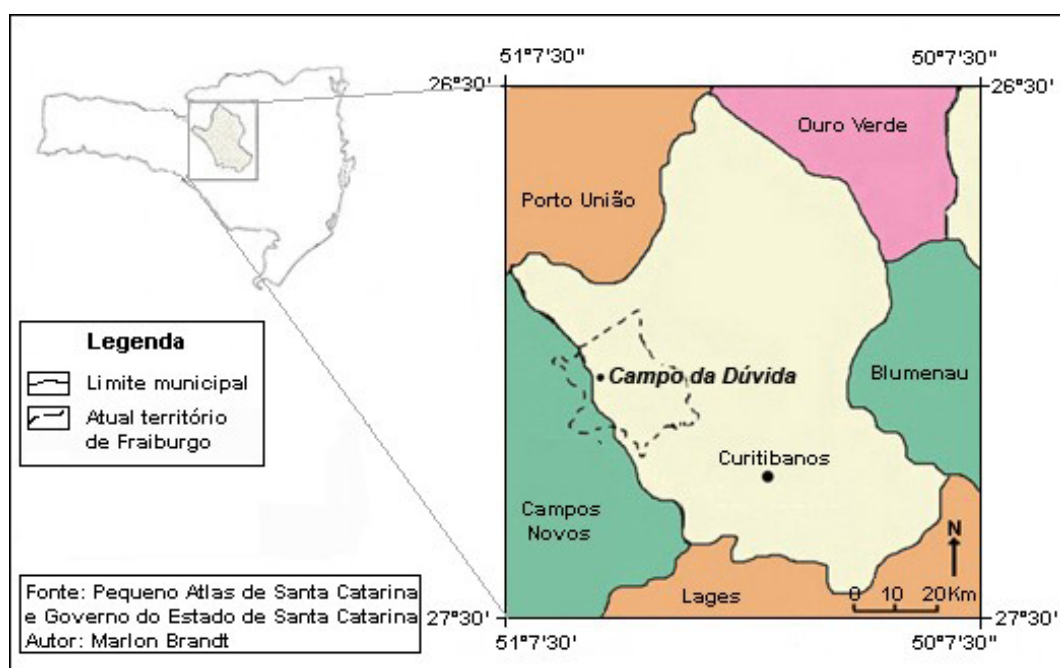 51°7'30"
50°7'30"
26°30'
26°30'
Ouro Verde
Porto União
Legenda
Limite municipal
Atual território
de Fraiburgo
Campo da Dúvida
Blumenau
Curitibanos
Campos
Novos
N
Lages
0 10 20Km
Fonte: Pequeno Atlas de Santa Catarina
e Governo do Estado de Santa Catarina
Autor: Marlon Brandt
27°30'
27°30'
51°7'30"
50°7'30"